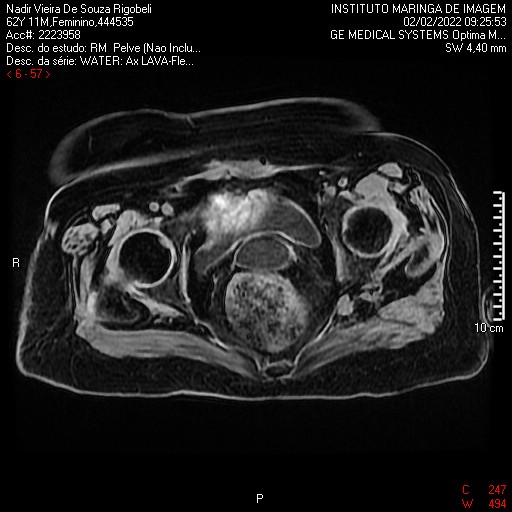 Nadir Vieira De Souza Rigobeli
62Y 11M,Feminino,444535
Acc#: 2223958
Desc. do estudo: RM Pelve (Nao Inclu...
Desc. da série: WATER: Ax LAVA-Fle...
< 6 - 57 >
INSTITUTO MARINGA DE IMAGEM
02/02/2022 09:25:53
GE MEDICAL SYSTEMS Optima M...
SW 4,40 mm
R
10 cm
P
C 247
W 494